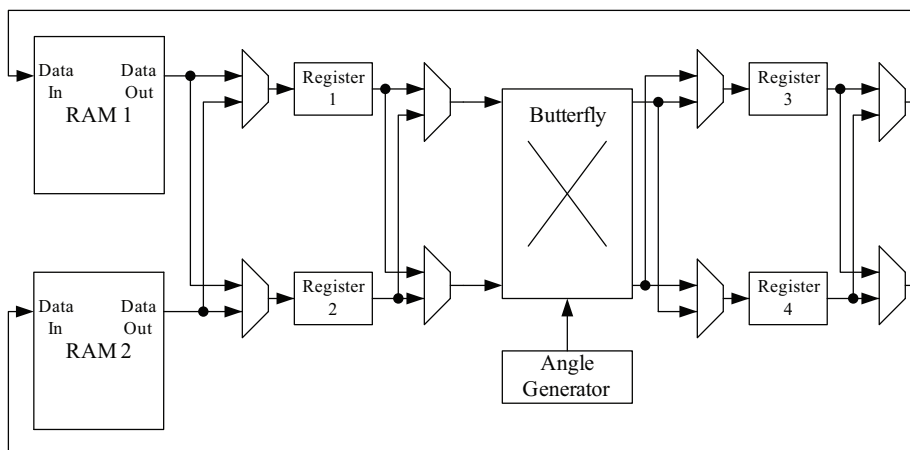 Data Data
In Out
RAM 1
Register
1
Butterfly
Register
3
Data Data
In Out
RAM 2
Register
2
Register
4
Angle
Generator